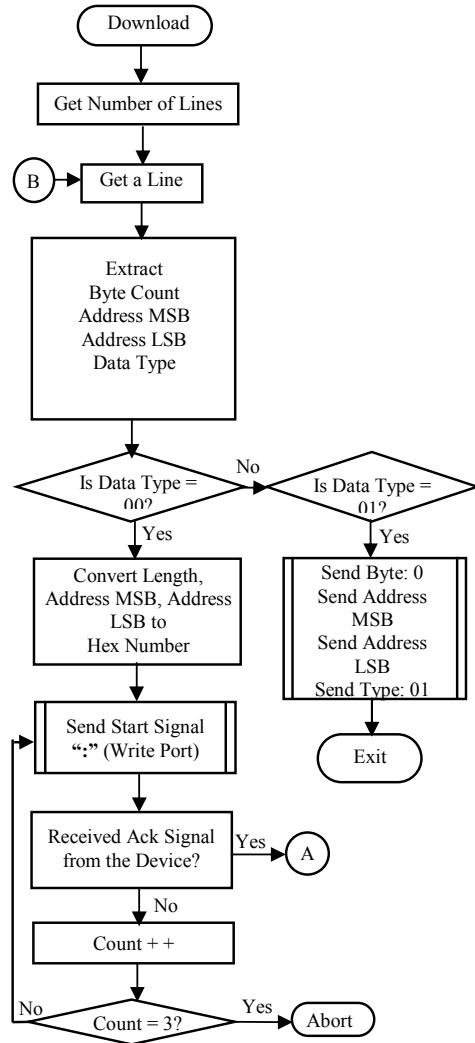 Download
Get Number of Lines
B
Get a Line
Extract
Byte Count
Address MSB
Address LSB
Data Type
Is Data Type =
00?
No
Is Data Type =
01?
Yes
Yes
Convert Length,
Address MSB, Address
LSB to
Hex Number
Send Byte: 0
Send Address
MSB
Send Address
LSB
Send Type: 01
Send Start Signal
“:” (Write Port)
Exit
Received Ack Signal
from the Device?
Yes
A
No
Count + +
No
Count = 3?
Yes
Abort